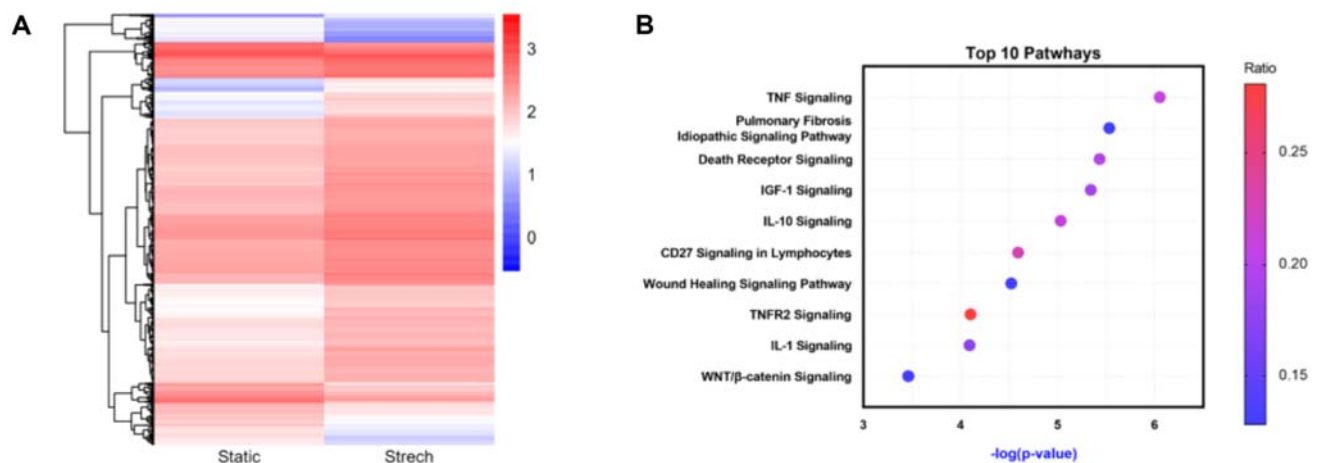 A
3
2
1
0
Static
Strech
B
Top 10 Patwhays
TNF Signaling
Pulmonary Fibrosis
Idiopathic Signaling Pathway
Death Receptor Signaling
IGF-1 Signaling
IL-10 Signaling
CD27 Signaling in Lymphocytes
Wound Healing Signaling Pathway
TNFR2 Signaling
IL-1 Signaling
WNT/β-catenin Signaling
3 4 5 6
-log(p-value)
Ratio
0.25
0.20
0.15